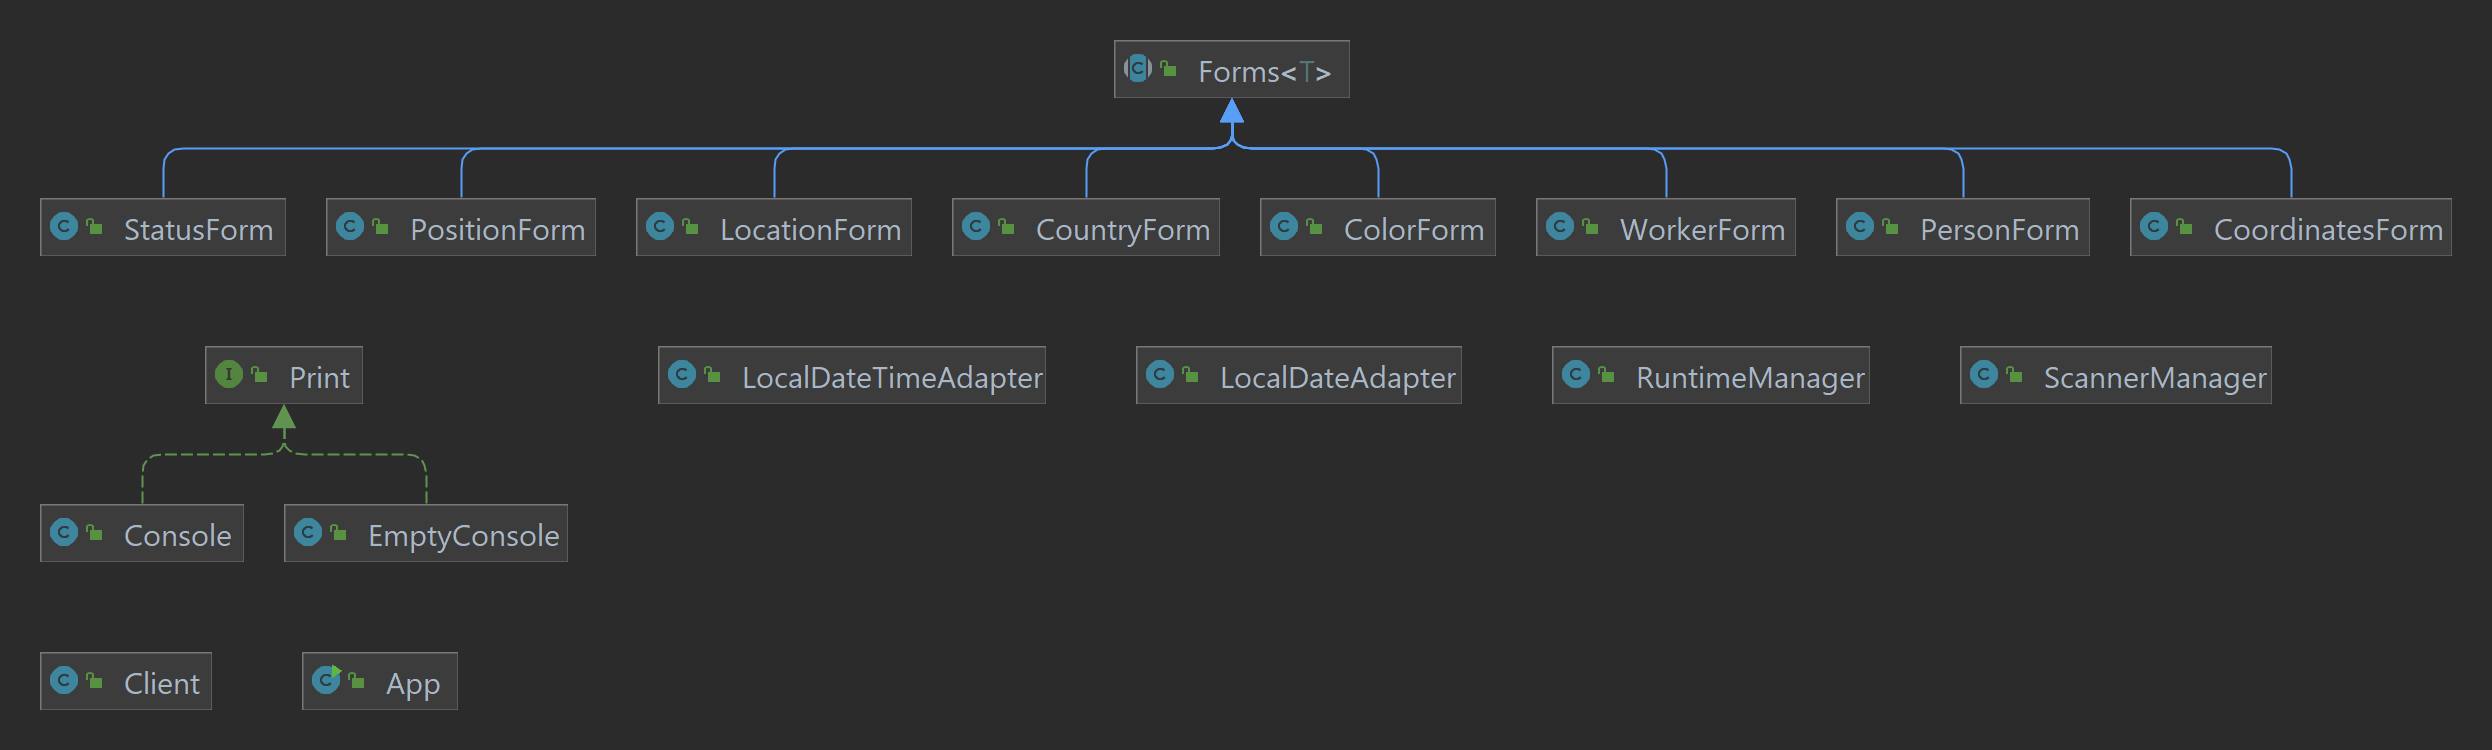 Forms<T>
StatusForm
PositionForm
LocationForm
CountryForm
ColorForm
WorkerForm
PersonForm
CoordinatesForm
Print
LocalDateTimeAdapter
LocalDateAdapter
RuntimeManager
ScannerManager
Console
EmptyConsole
Client
App